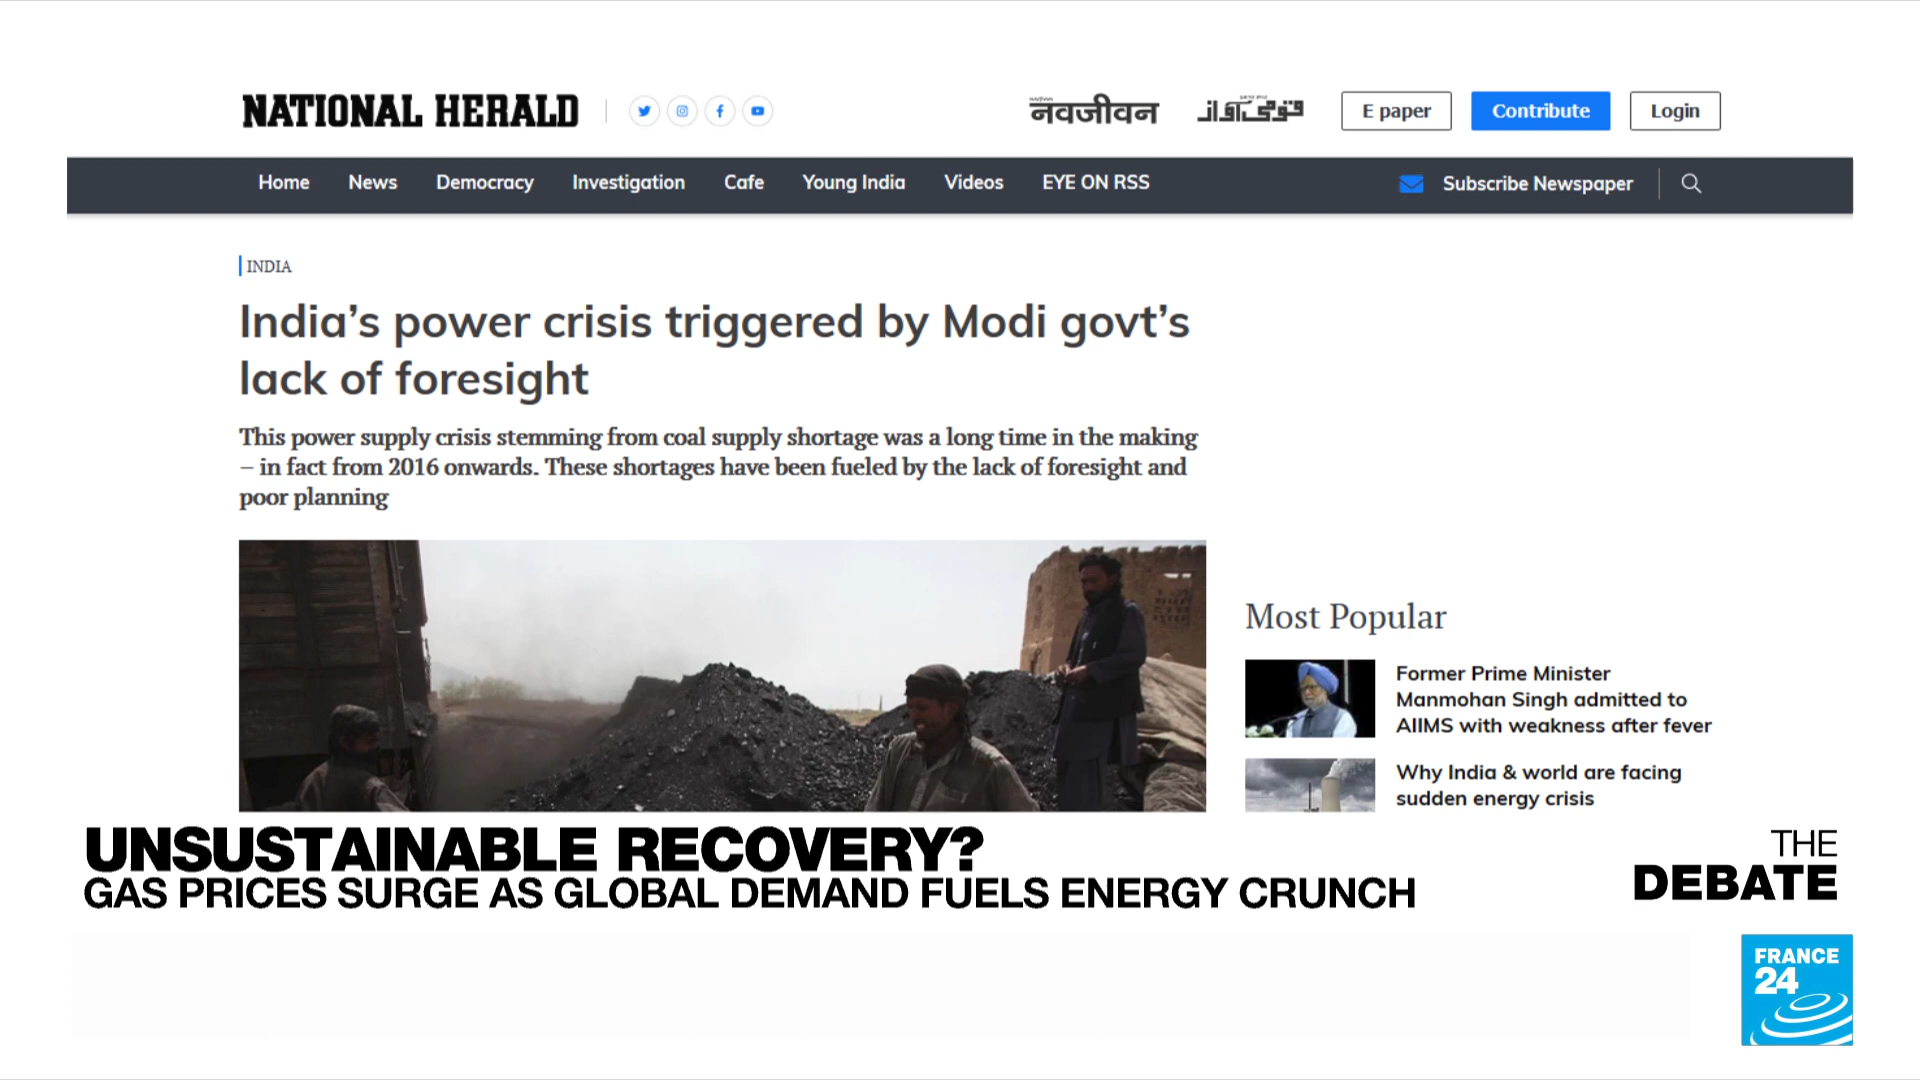 NATIONAL HERALD
नवजीवन
قومی آواز
E paper
Contribute
Login
Home
News
Democracy
Investigation
Cafe
Young India
Videos
EYE ON RSS
Subscribe Newspaper
INDIA
India’s power crisis triggered by Modi govt’s
lack of foresight
This power supply crisis stemming from coal supply shortage was a long time in the making
– in fact from 2016 onwards. These shortages have been fueled by the lack of foresight and
poor planning
Most Popular
Former Prime Minister
Manmohan Singh admitted to
AIIMS with weakness after fever
Why India & world are facing
sudden energy crisis
UNSUSTAINABLE RECOVERY?
GAS PRICES SURGE AS GLOBAL DEMAND FUELS ENERGY CRUNCH
THE
DEBATE
FRANCE
24